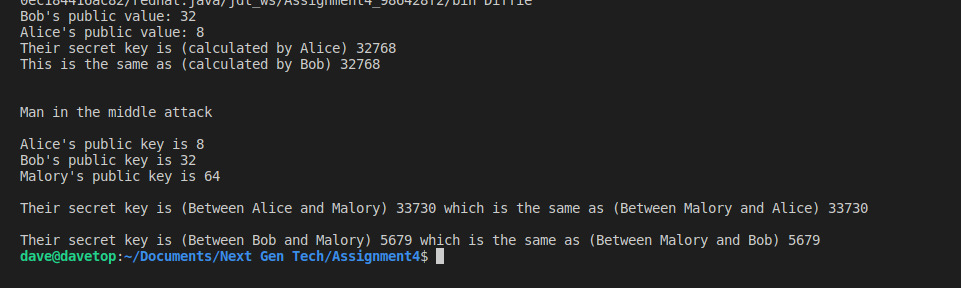 0ec184416ac82/redhat.java/jdt_ws/Assignment4_986428f2/bin Diffie
Bob's public value: 32
Alice's public value: 8
Their secret key is (calculated by Alice) 32768
This is the same as (calculated by Bob) 32768
Man in the middle attack
Alice's public key is 8
Bob's public key is 32
Malory's public key is 64
Their secret key is (Between Alice and Malory) 33730 which is the same as (Between Malory and Alice) 33730
Their secret key is (Between Bob and Malory) 5679 which is the same as (Between Malory and Bob) 5679
dave@davetop:~/Documents/Next Gen Tech/Assignment4$